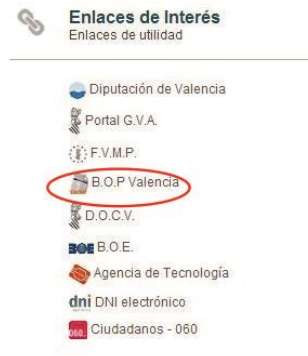 Enlaces de Interés
Enlaces de utilidad
Diputación de Valencia
Portal G.V.A.
F.V.M.P.
B.O.P Valencia
D.O.C.V.
BOE B.O.E.
Agencia de Tecnología
dni DNI electrónico
060. Ciudadanos - 060